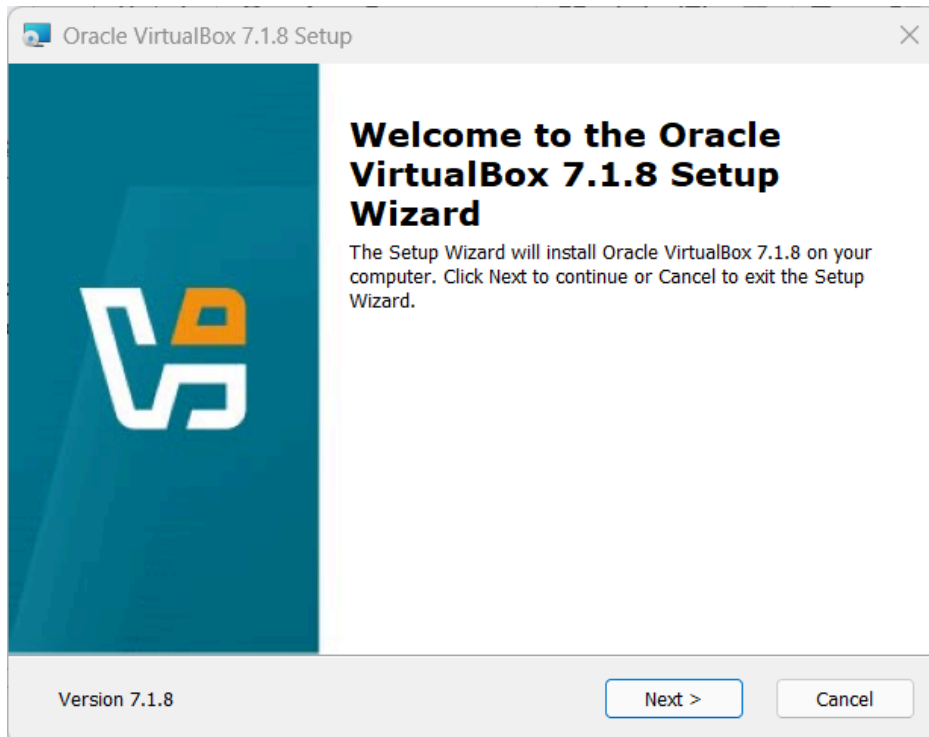 Oracle VirtualBox 7.1.8 Setup
Welcome to the Oracle
VirtualBox 7.1.8 Setup
Wizard
The Setup Wizard will install Oracle VirtualBox 7.1.8 on your
computer. Click Next to continue or Cancel to exit the Setup
Wizard.
Version 7.1.8
Next >
Cancel